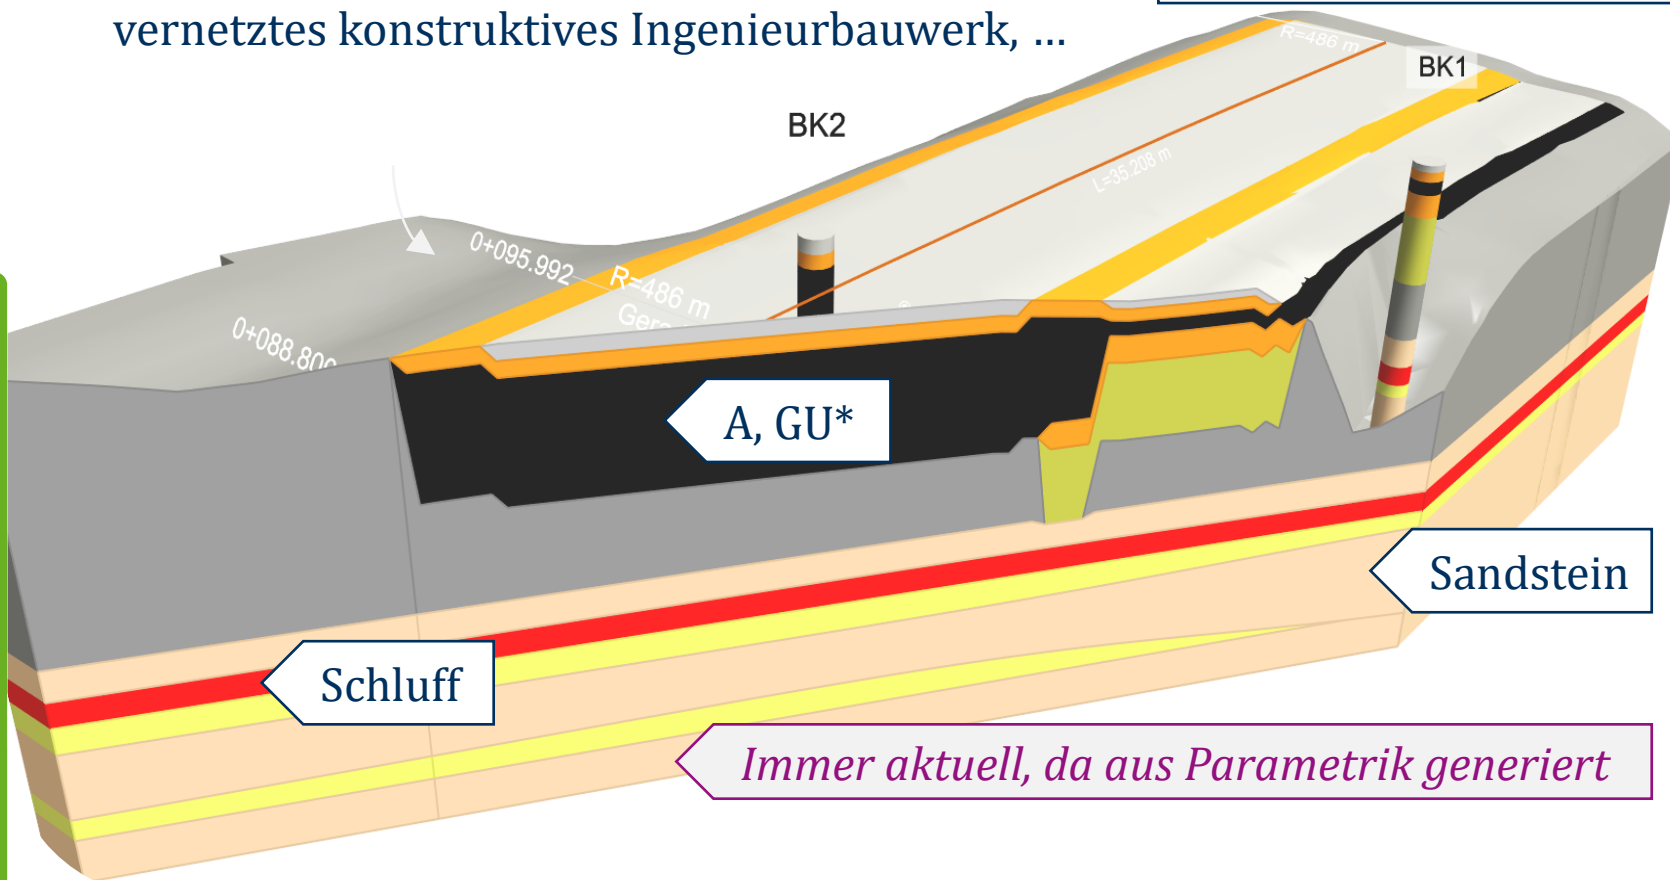 vernetztes konstruktives Ingenieurbauwerk, …
R=486 m
BK1
BK2
L=35.208 m
0+095.992
R=486 m
0+088.800
A, GU*
Sandstein
Schluff
Immer aktuell, da aus Parametrik generiert